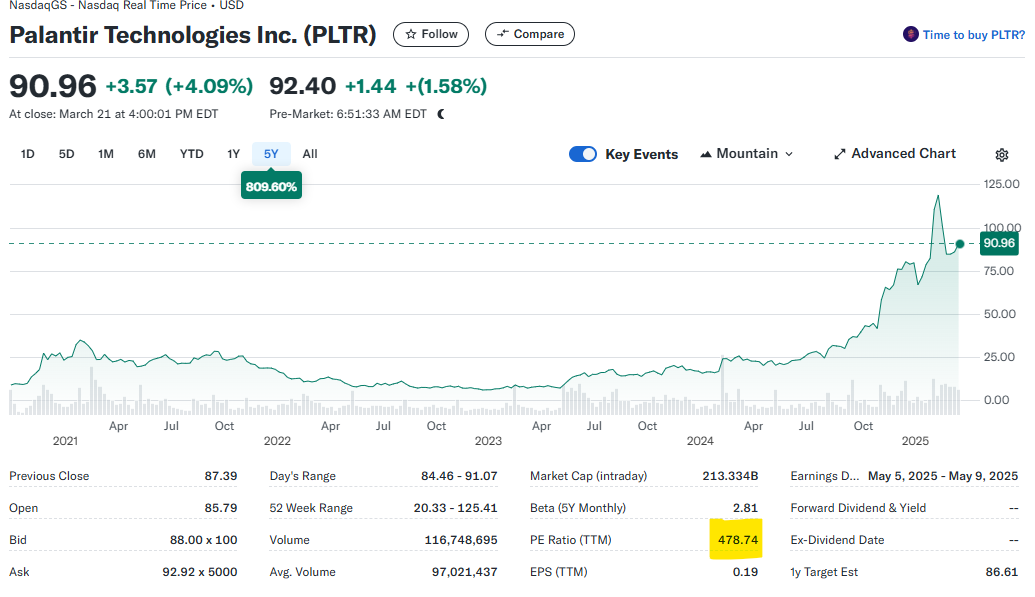 NasdaqGS - Nasdaq Real Time Price • USD
Palantir Technologies Inc. (PLTR) Follow Compare Time to buy PLTR?
90.96 +3.57 (+4.09%) 92.40 +1.44 +(1.58%)
At close: March 21 at 4:00:01 PM EDT Pre-Market: 6:51:33 AM EDT
1D 5D 1M 6M YTD 1Y 5Y All Key Events Mountain Advanced Chart
809.60%
125.00
100.00
90.96
75.00
50.00
25.00
0.00
Apr Jul Oct Apr Jul Oct Apr Jul Oct Apr Jul Oct
2021 2022 2023 2024 2025
Previous Close 87.39 Day's Range 84.46 - 91.07 Market Cap (intraday) 213.334B Earnings D... May 5, 2025 - May 9, 2025
Open 85.79 52 Week Range 20.33 - 125.41 Beta (5Y Monthly) 2.81 Forward Dividend & Yield --
Bid 88.00 x 100 Volume 116,748,695 PE Ratio (TTM) 478.74 Ex-Dividend Date --
Ask 92.92 x 5000 Avg. Volume 97,021,437 EPS (TTM) 0.19 1y Target Est 86.61